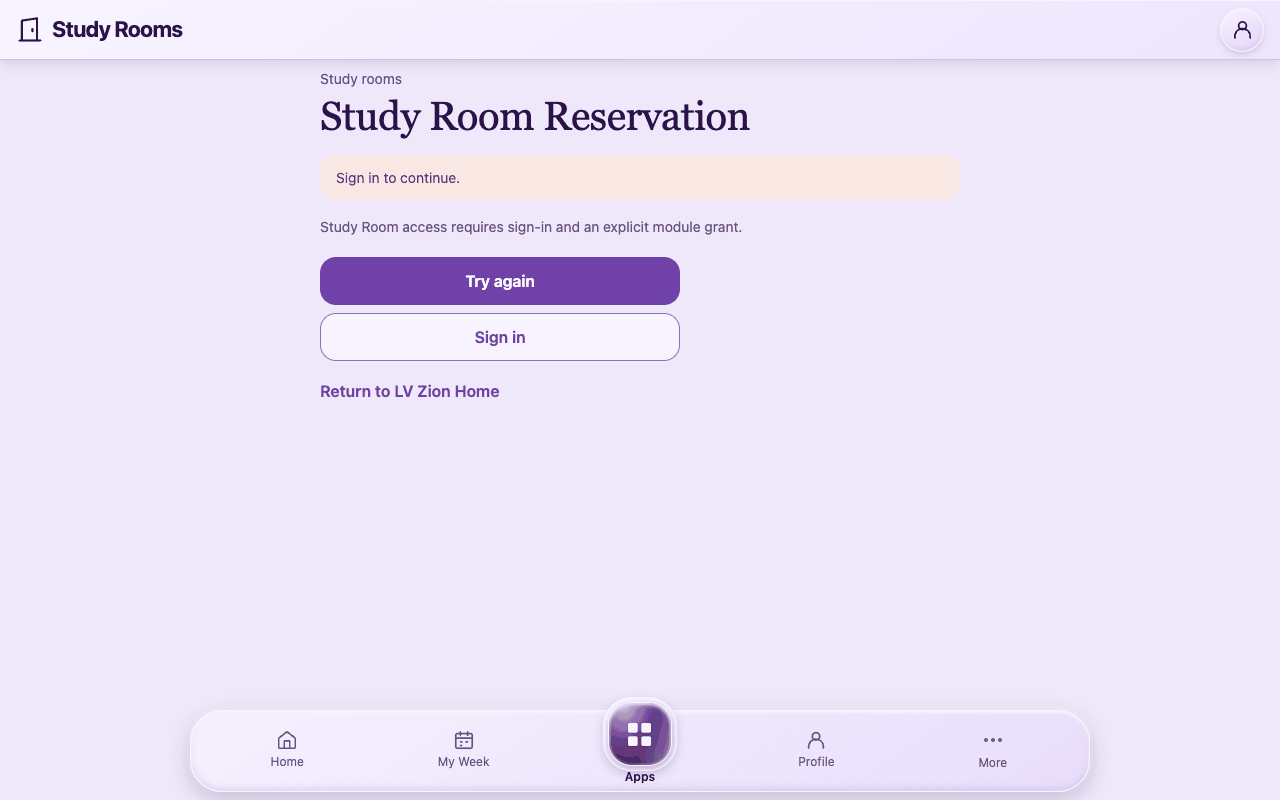 Study Rooms
Study rooms
Study Room Reservation
Sign in to continue.
Study Room access requires sign-in and an explicit module grant.
Try again
Sign in
Return to LV Zion Home
Home
My Week
Apps
Profile
More